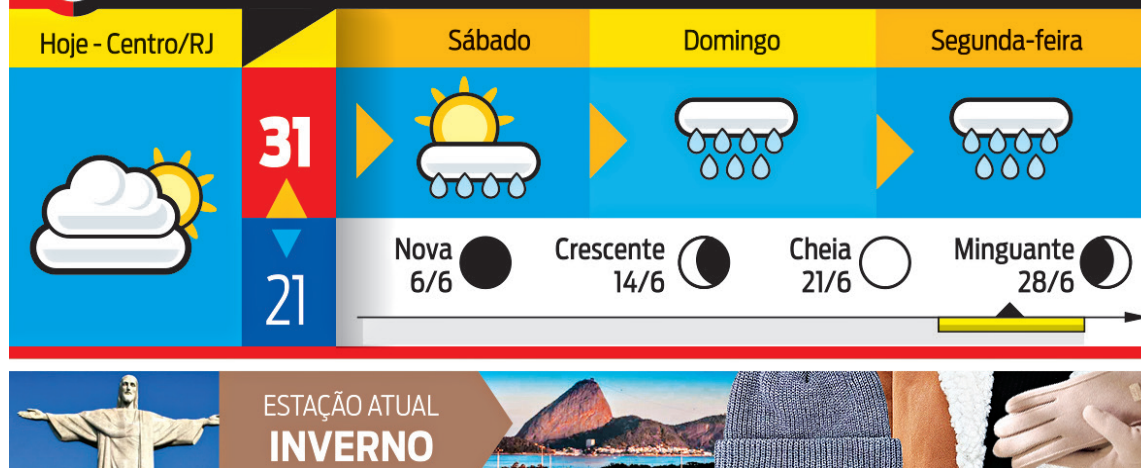 Hoje - Centro/RJ
Sábado
Domingo
Segunda-feira
31
21
Nova
6/6
Crescente
14/6
Cheia
21/6
Minguante
28/6
ESTAÇÃO ATUAL
INVERNO